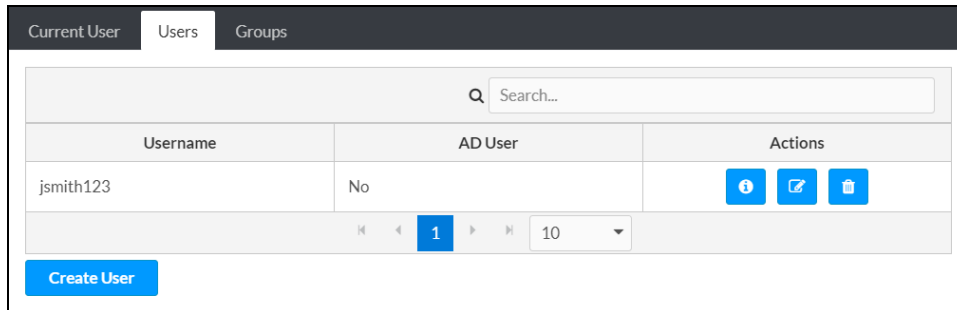 Current User Users Groups
Search...
Username AD User Actions
jsmith123 No
1 10
Create User